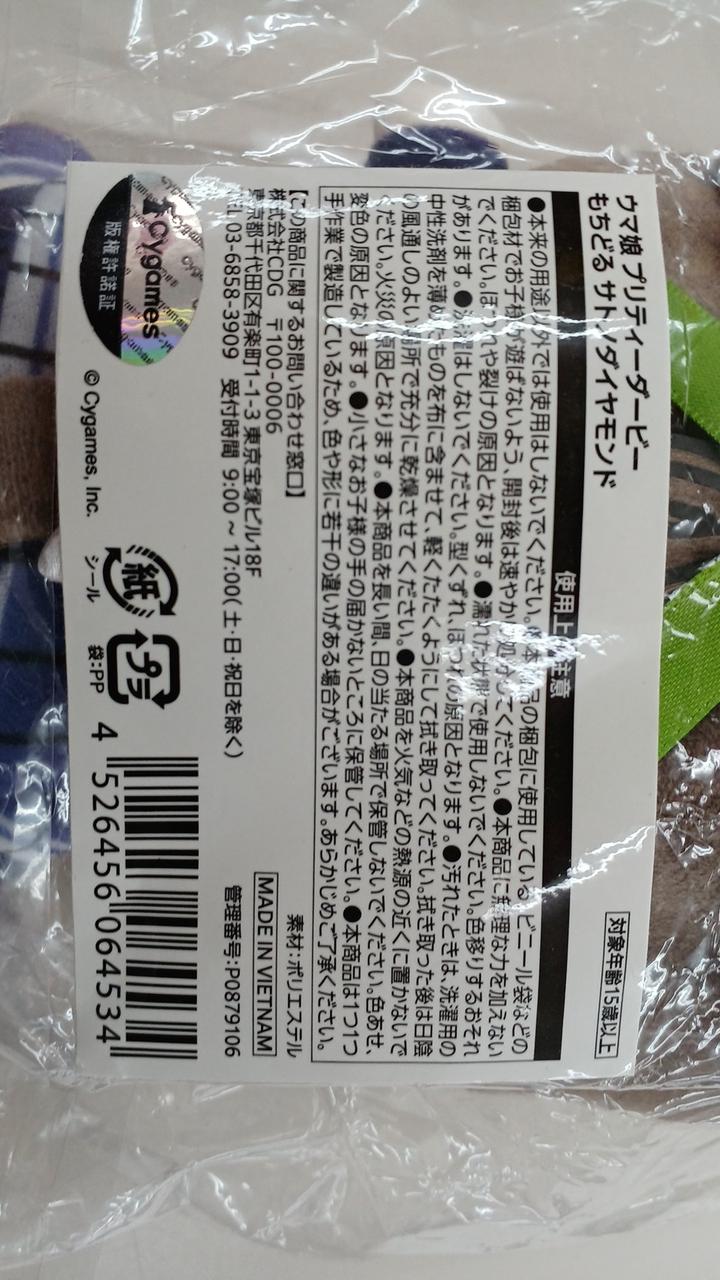 ウマ娘 プリティーダービー
もちどる サトノダイヤモンド
対象年齢15歳以上
使用上 注意
●本来の用途以外では使用はしないでください。 本 品の梱包に使用している ビニール袋などの
梱包材でお子様が遊ばないよう、開封後は速やか 処分してください。●本商品に無理な力を加えない
でください。ほつれや裂けの原因となります。●濡れた状態で使用しないでください。色移りするおそれ
があります。●洗濯はしないでください。型くずれ、ほつれの原因となります。●汚れたときは、洗濯用の
中性洗剤を薄めたものを布に含ませて、軽くたたくようにして拭き取ってください。拭き取った後は日陰
の風通しのよい場所で充分に乾燥させてください。●本商品を火気などの熱源の近くに置かないで
ください。火災の原因となります。●本商品を長い間、日の当たる場所で保管しないでください。色あせ、
変色の原因となります。●小さなお子様の手の届かないところに保管してください。●本商品は1つ1つ
手作業で製造しているため、色や形に若干の違いがある場合がございます。あらかじめご了承ください。
【この商品に関するお問い合わせ窓口】
株式会社CDG 〒100-0006
東京都千代田区有楽町1-1-3 東京宝塚ビル18F
TEL 03-6858-3909 受付時間 9:00 ~ 17:00(土・日・祝日を除く)
素材:ポリエステル
MADE IN VIETNAM
管理番号:P0879106
Cygames
版権許諾証
© Cygames, Inc.
紙
シール
プラ
袋:PP
4 526456 064534